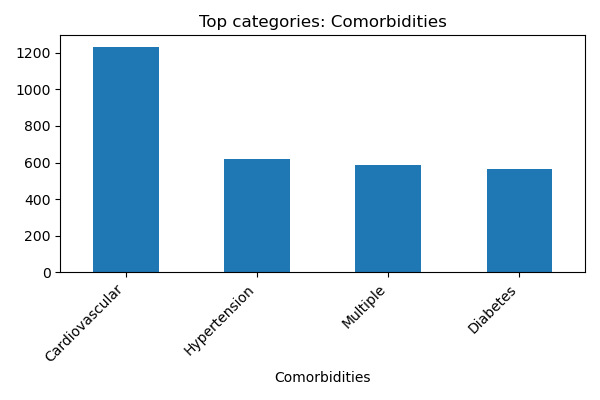 Top categories: Comorbidities
1200
1000
800
600
400
200
0
Cardiovascular
Hypertension
Multiple
Diabetes
Comorbidities